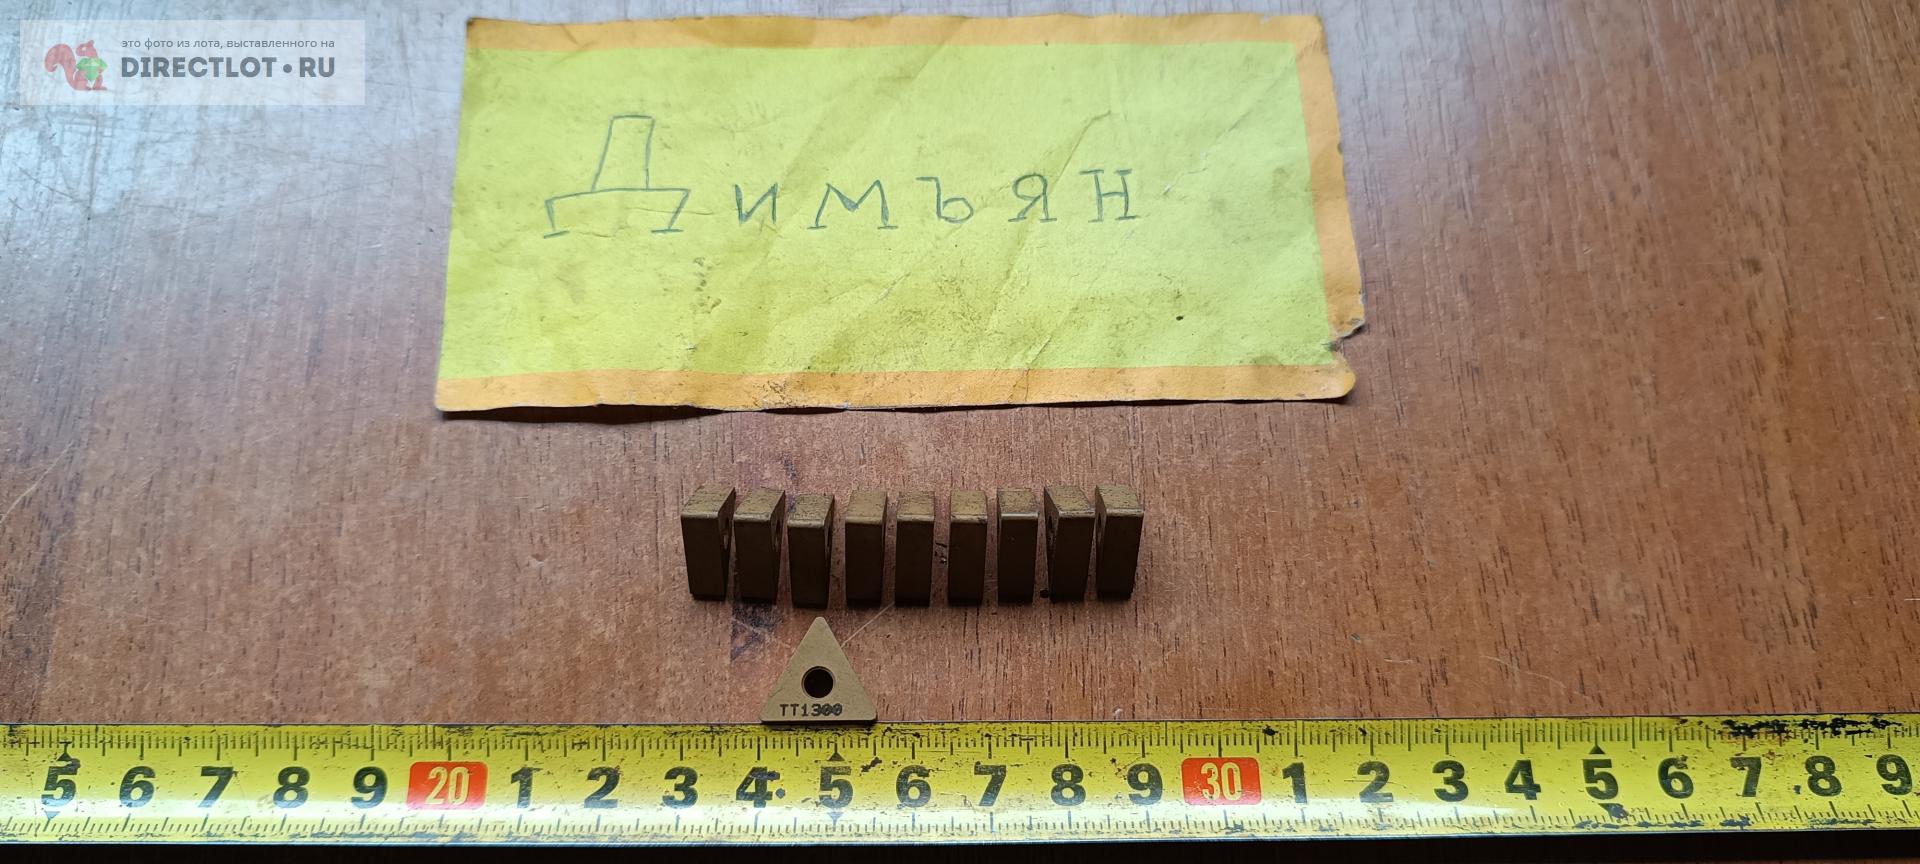 это фото из лота, выставленного на
DIRECTLOT • RU
Димъян
TT1300
5 6 7 8 9 20 1 2 3 4 5 6 7 8 9 30 1 2 3 4 5 6 7 8 9